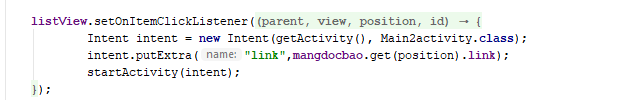 listView.setOnItemClickListener((parent, view, position, id) → {
Intent intent = new Intent(getActivity(), Main2activity.class);
intent.putExtra( name: "link",mangdocbao.get(position).link);
startActivity(intent);
});